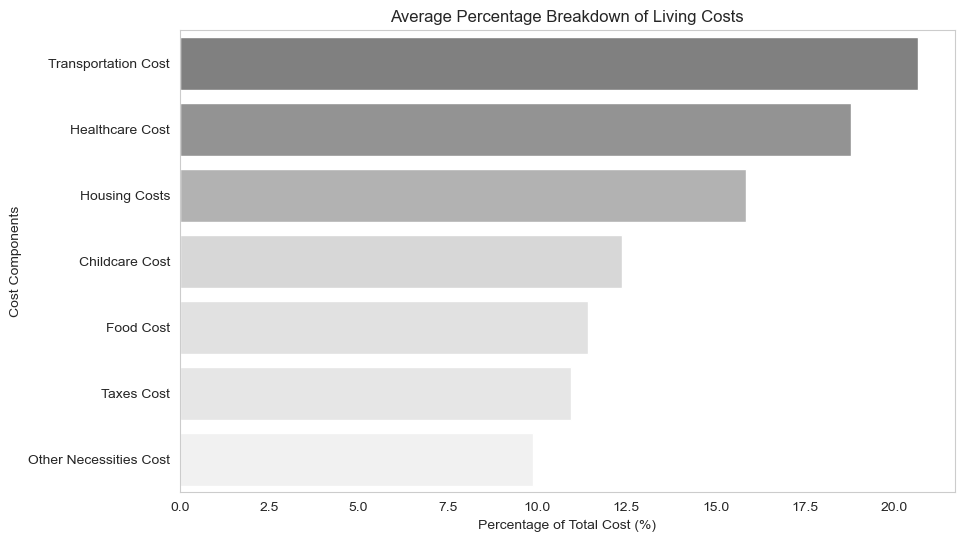 Average Percentage Breakdown of Living Costs
Cost Components
Transportation Cost
Healthcare Cost
Housing Costs
Childcare Cost
Food Cost
Taxes Cost
Other Necessities Cost
0.0 2.5 5.0 7.5 10.0 12.5 15.0 17.5 20.0
Percentage of Total Cost (%)